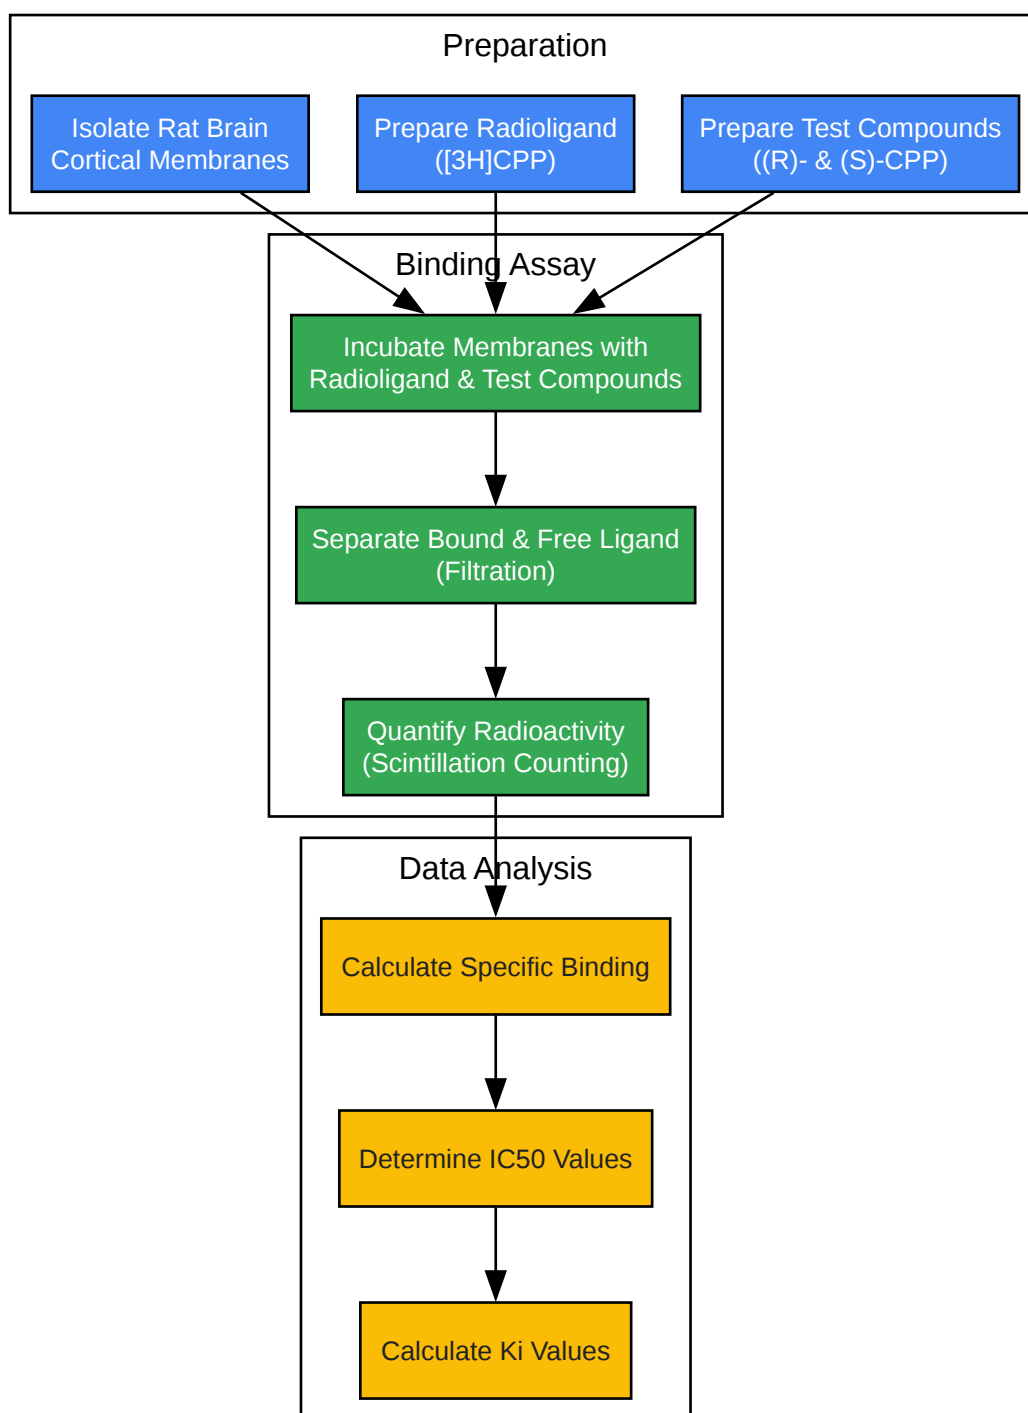 Preparation
Isolate Rat Brain
Cortical Membranes
Prepare Radioligand
([3H]CPP)
Prepare Test Compounds
((R)- & (S)-CPP)
Binding Assay
Incubate Membranes with
Radioligand & Test Compounds
Separate Bound & Free Ligand
(Filtration)
Quantify Radioactivity
(Scintillation Counting)
Data Analysis
Calculate Specific Binding
Determine IC50 Values
Calculate Ki Values